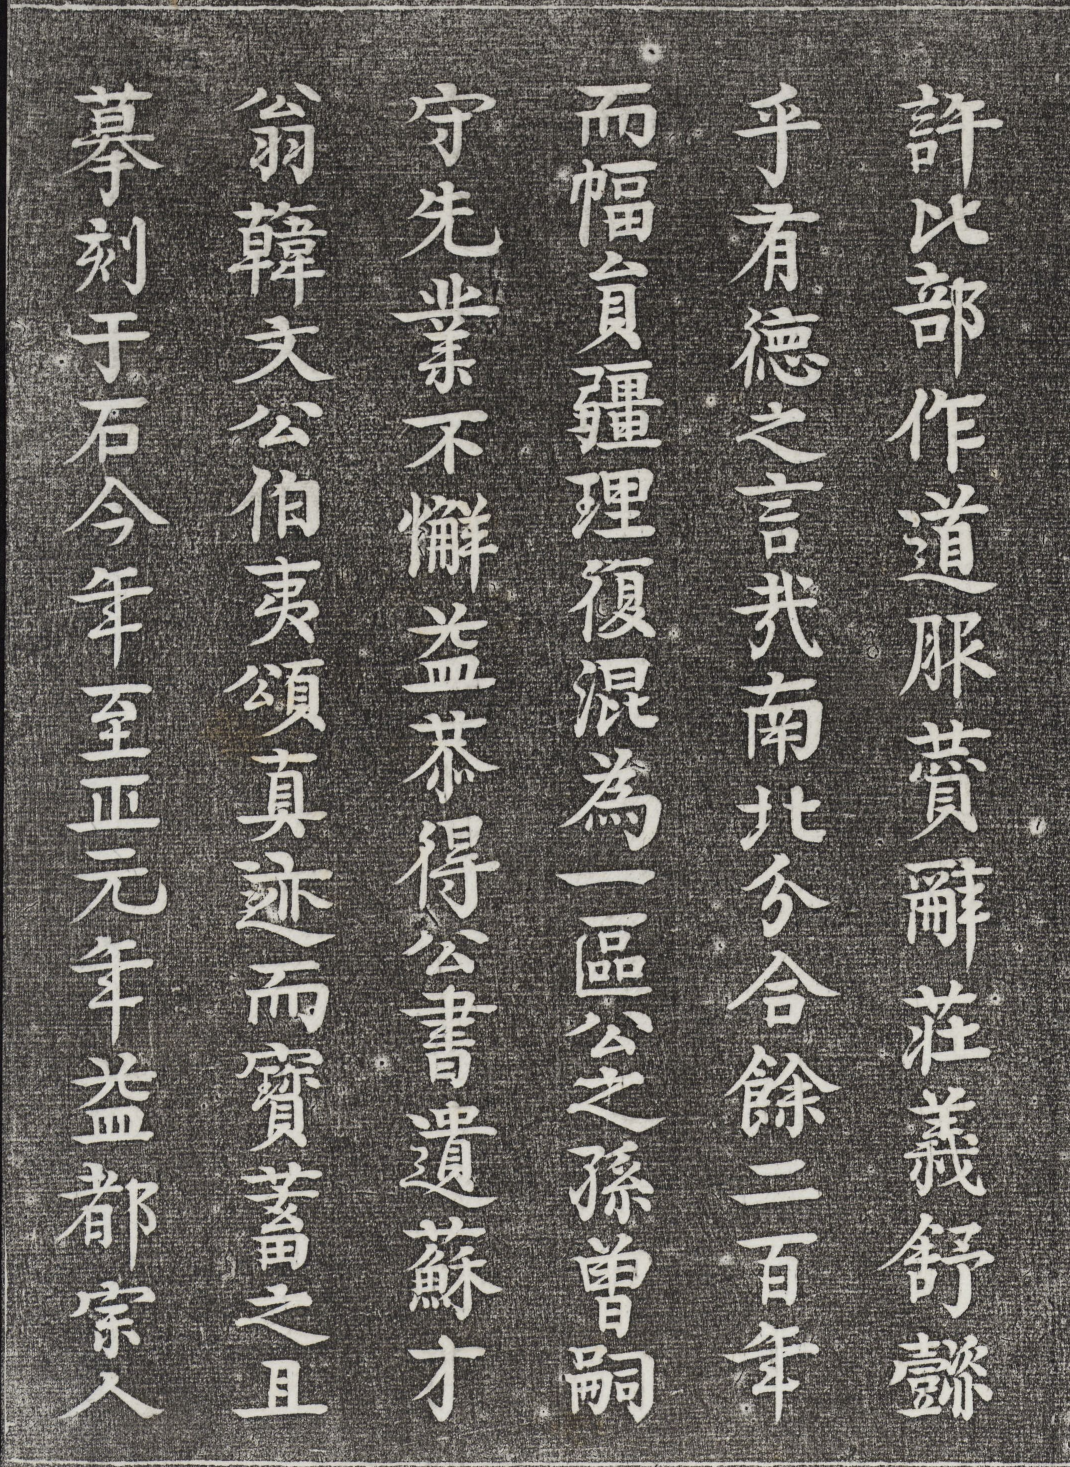 許比部作道服賛辭莊義舒懿
乎有德之言哉南北分合餘二百年
而幅員疆理復混為一區公之孫曾嗣
守先業不懈益恭得公書遺蘇才
翁韓文公伯夷頌真迹而寳蓄之且
摹刻于石今年至正元年益都宗人